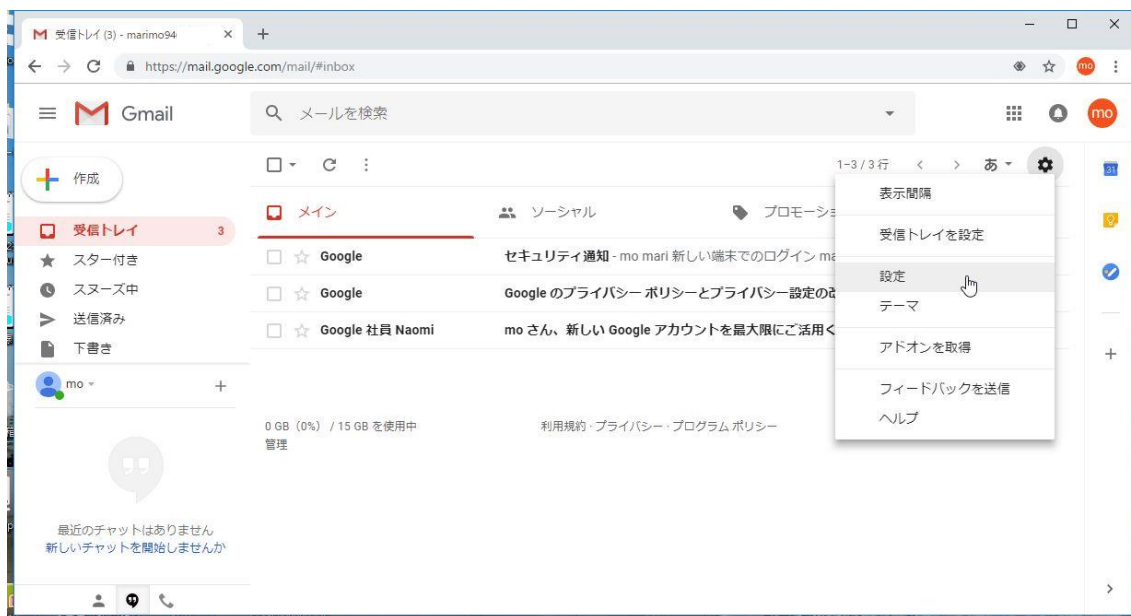 受信トレイ (3) - marimo94
https://mail.google.com/mail/#inbox
mo
Gmail
メールを検索
mo
作成
1-3 / 3 行
あ
31
受信トレイ 3
スター付き
スヌーズ中
送信済み
下書き
mo
メイン
ソーシャル
プロモーショ
Google
セキュリティ通知 - mo mari 新しい端末でのログイン ma
Google
Google のプライバシー ポリシーとプライバシー設定の改
Google 社員 Naomi
mo さん、新しい Google アカウントを最大限にご活用く
表示間隔
受信トレイを設定
設定
テーマ
アドオンを取得
フィードバックを送信
ヘルプ
0 GB（0%）/ 15 GB を使用中
管理
利用規約 · プライバシー · プログラム ポリシー
最近のチャットはありません
新しいチャットを開始しませんか